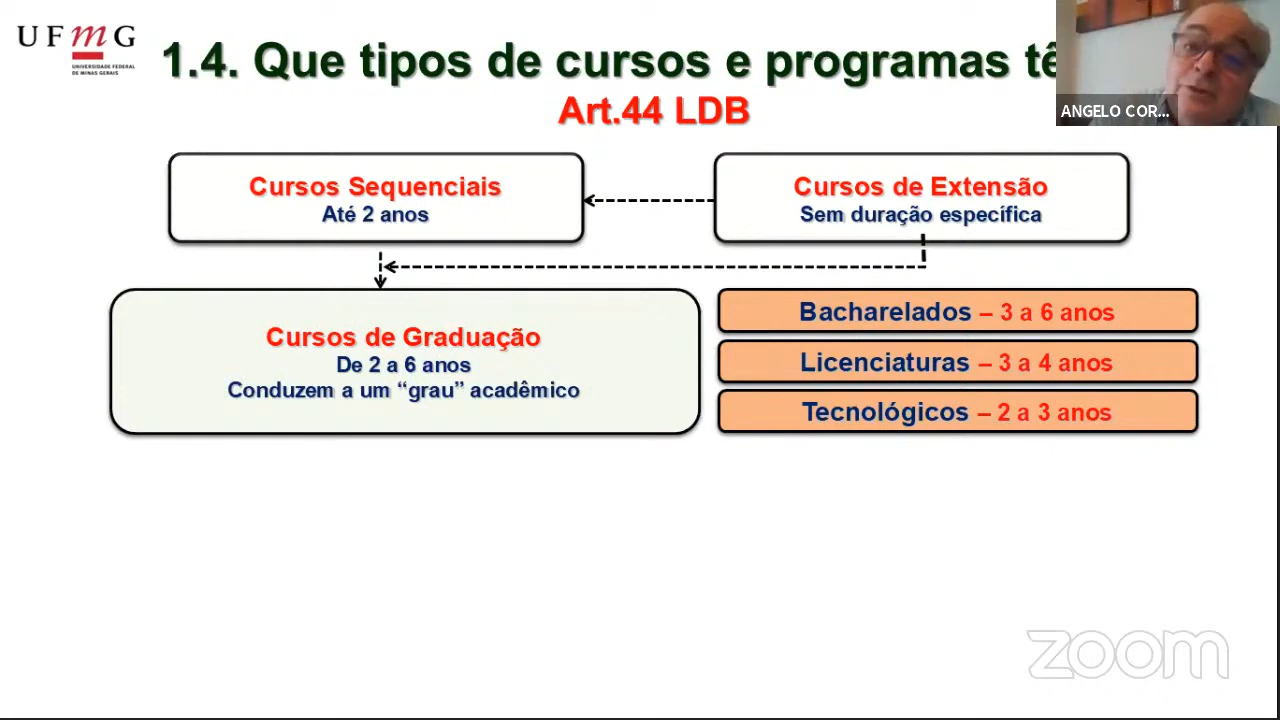 UFmG
UNIVERSIDADE FEDERAL
DE MINAS GERAIS
1.4. Que tipos de cursos e programas tê
Art.44 LDB
ANGELO COR...
Cursos Sequenciais
Até 2 anos
Cursos de Extensão
Sem duração específica
Cursos de Graduação
De 2 a 6 anos
Conduzem a um “grau” acadêmico
Bacharelados – 3 a 6 anos
Licenciaturas – 3 a 4 anos
Tecnológicos – 2 a 3 anos
zoom